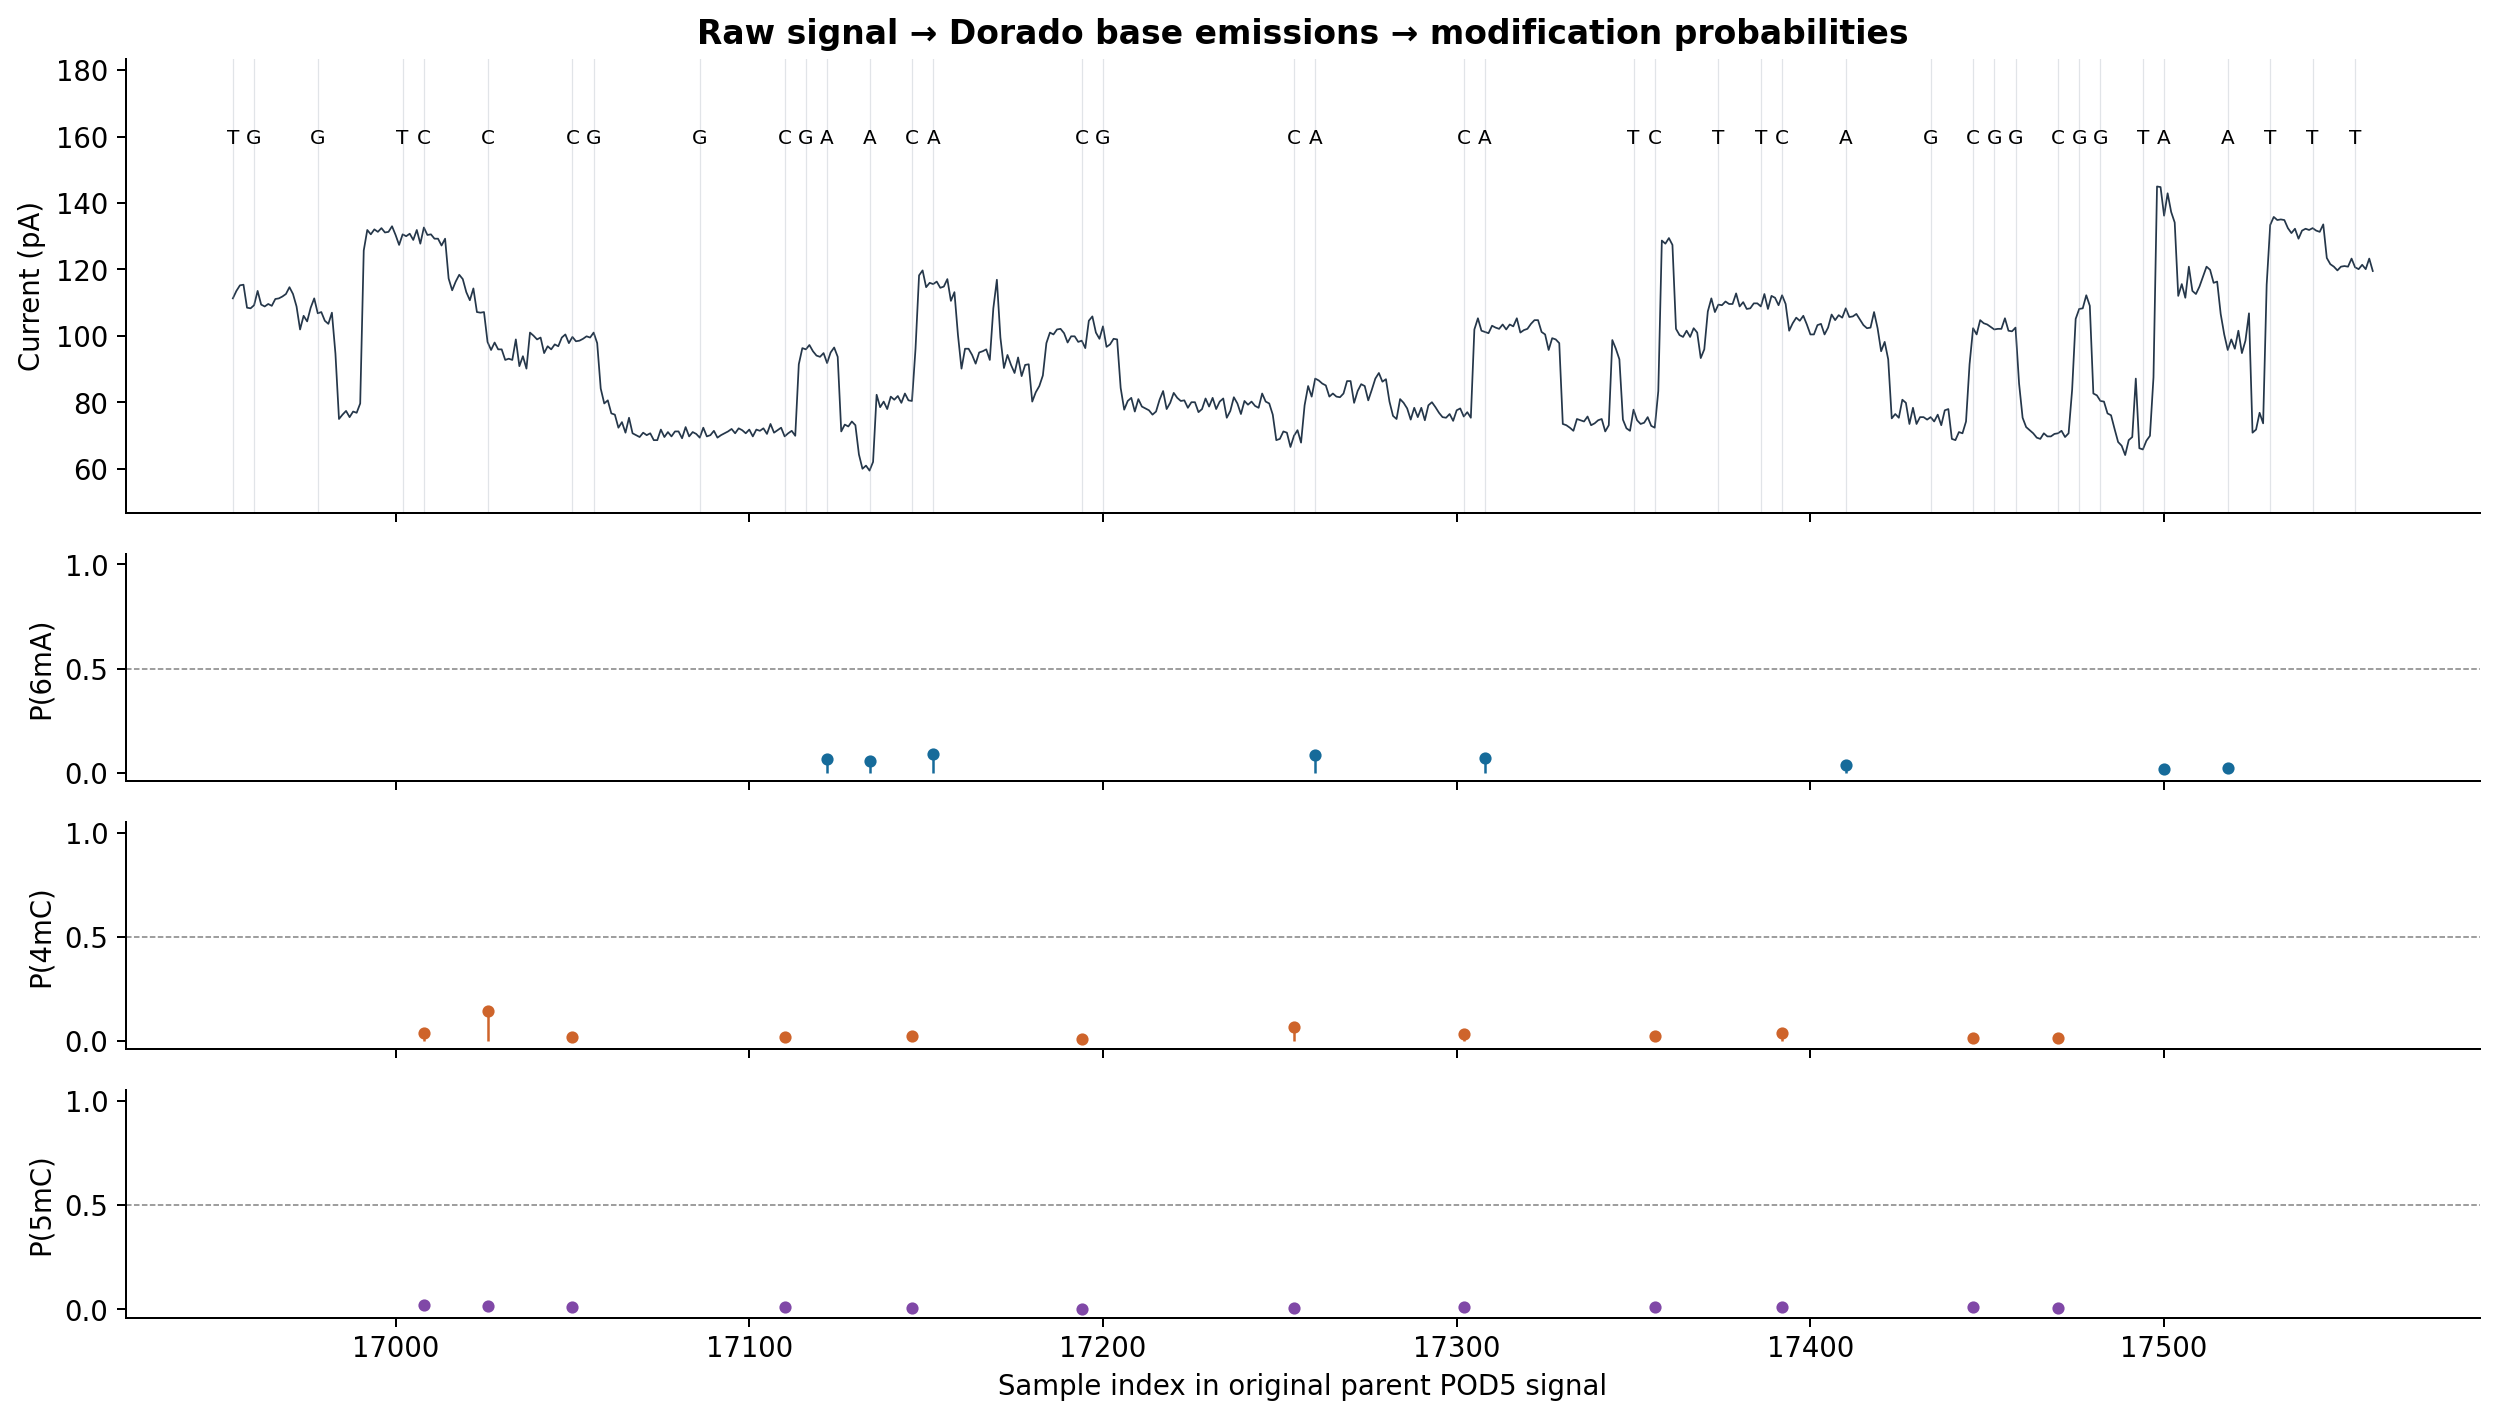 Raw signal → Dorado base emissions → modification probabilities
Current (pA)
180
160
140
120
100
80
60
T G G T C C C G G C G A A C A C G C A C A T C T T C A G C G G C G G T A A T T T
P(6mA)
1.0
0.5
0.0
P(4mC)
1.0
0.5
0.0
P(5mC)
1.0
0.5
0.0
17000 17100 17200 17300 17400 17500
Sample index in original parent POD5 signal